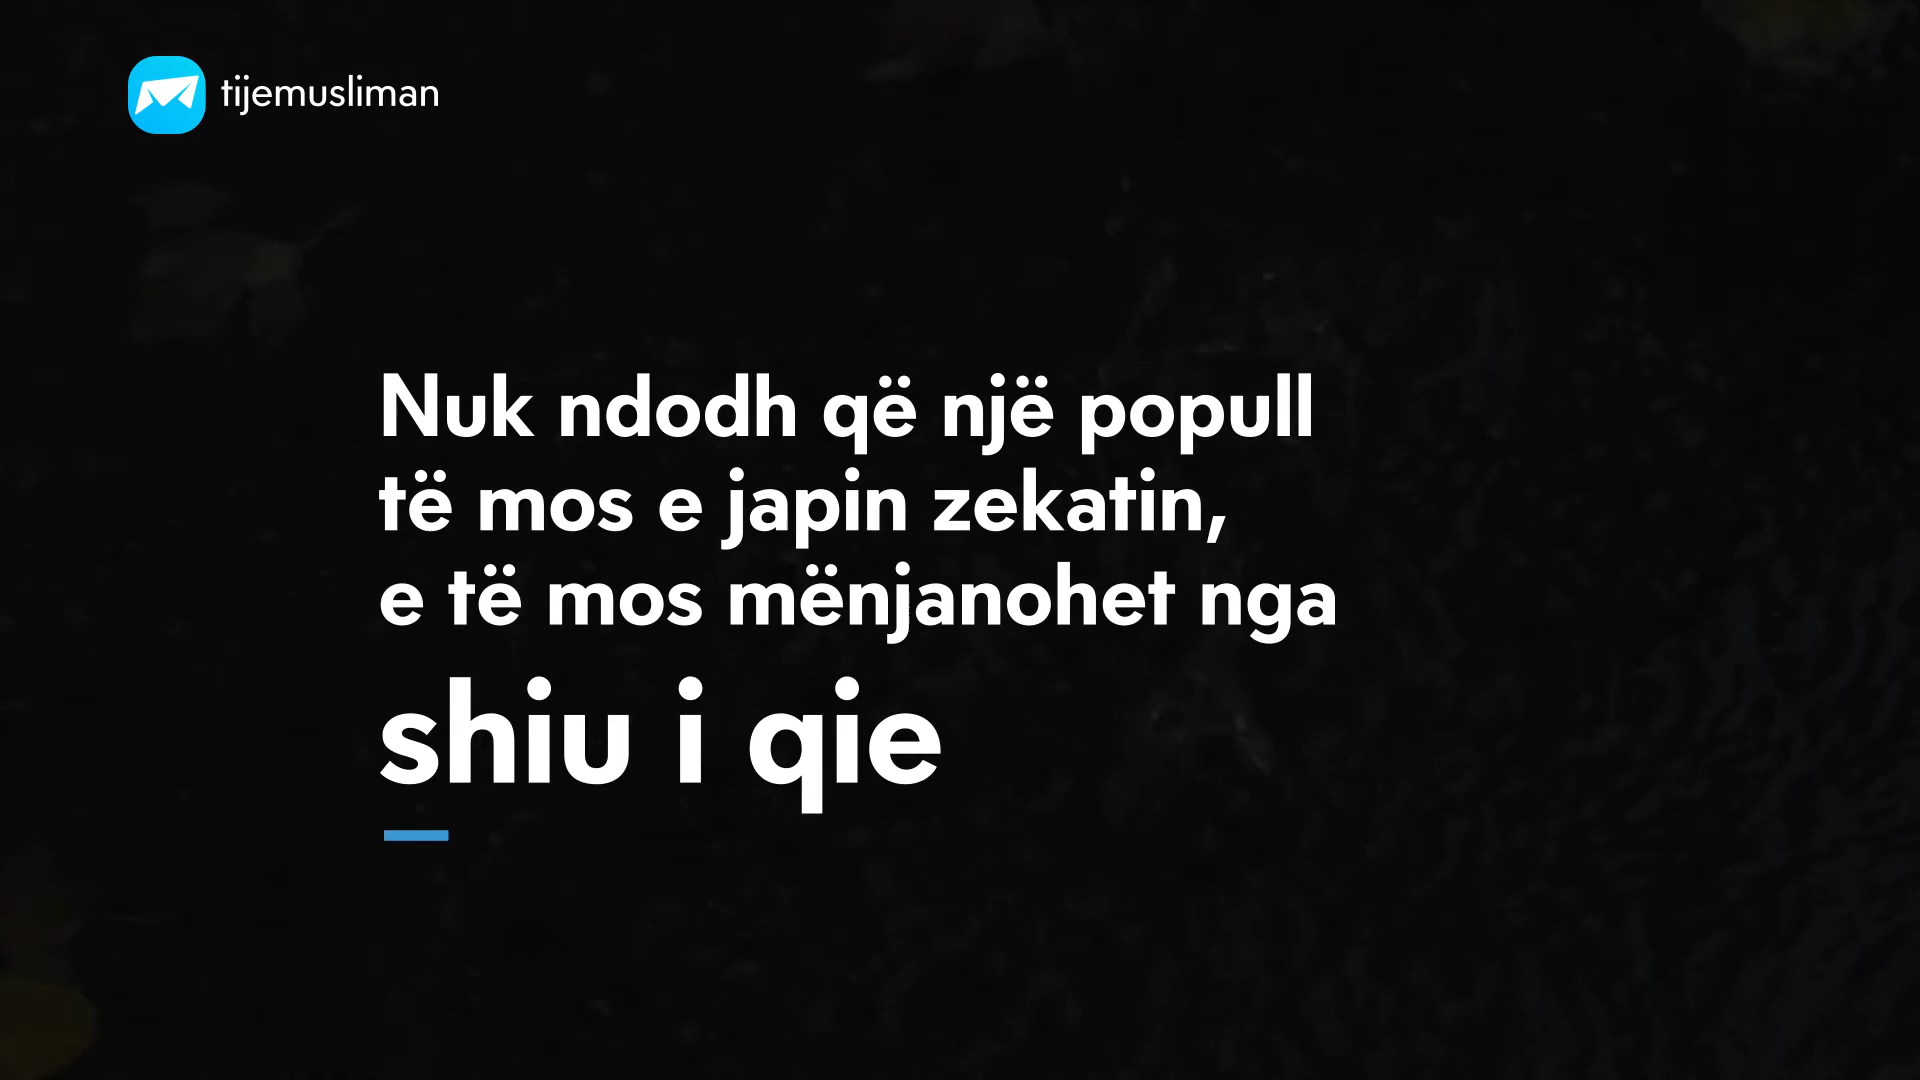 tijemusliman
Nuk ndodh që një popull
të mos e japin zekatin,
e të mos mënjanohet nga
shiu i qie